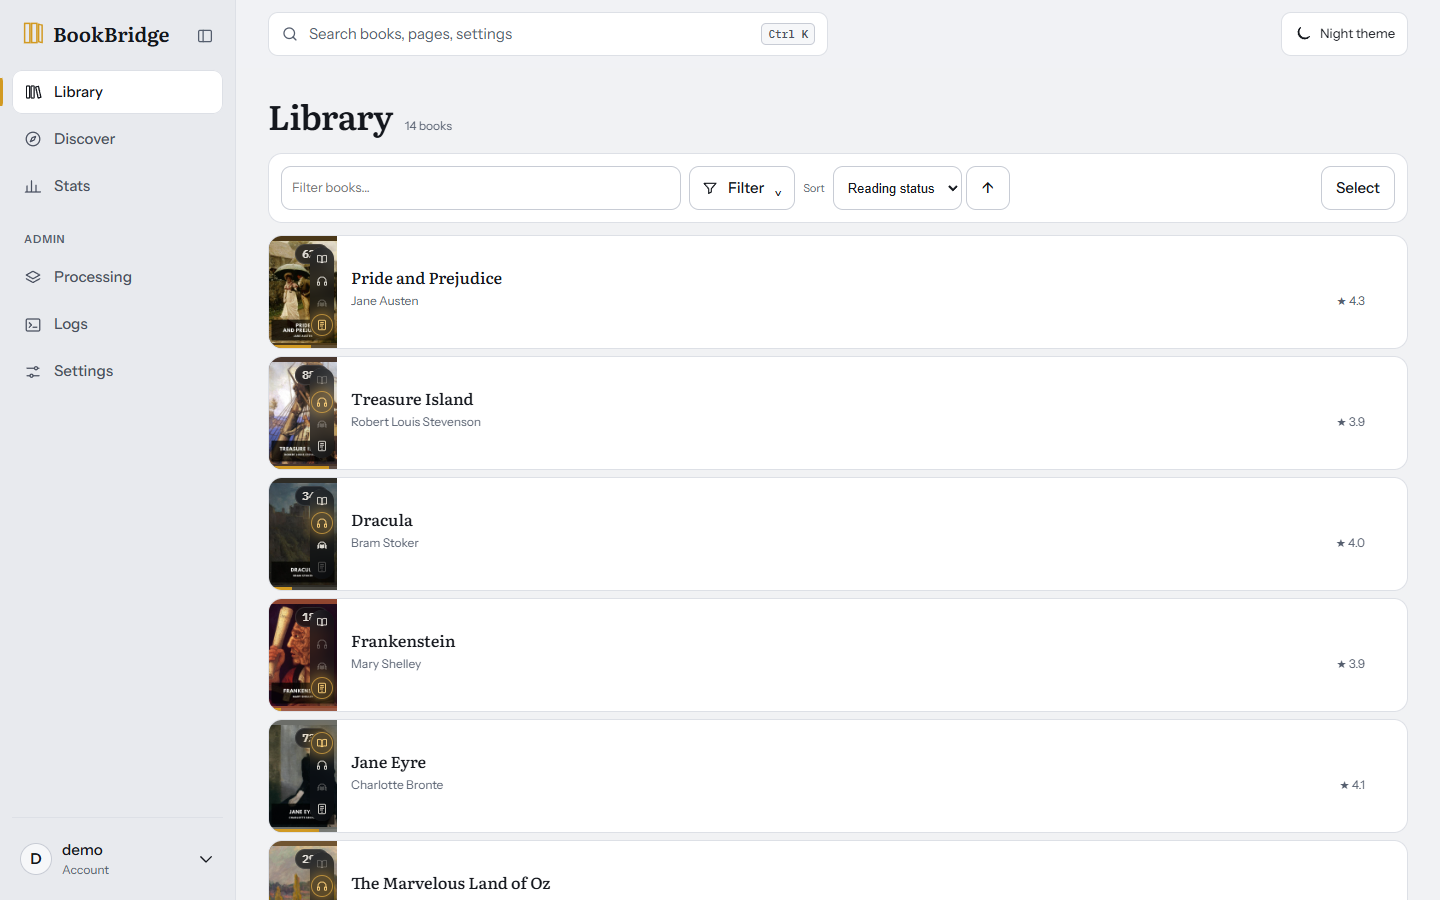 BookBridge
Library
Discover
Stats
ADMIN
Processing
Logs
Settings
D
demo
Account
Search books, pages, settings
Ctrl K
Night theme
Library
14 books
Filter books...
Filter
Sort
Reading status
Select
Pride and Prejudice
Jane Austen
★ 4.3
Treasure Island
Robert Louis Stevenson
★ 3.9
Dracula
Bram Stoker
★ 4.0
Frankenstein
Mary Shelley
★ 3.9
Jane Eyre
Charlotte Bronte
★ 4.1
The Marvelous Land of Oz